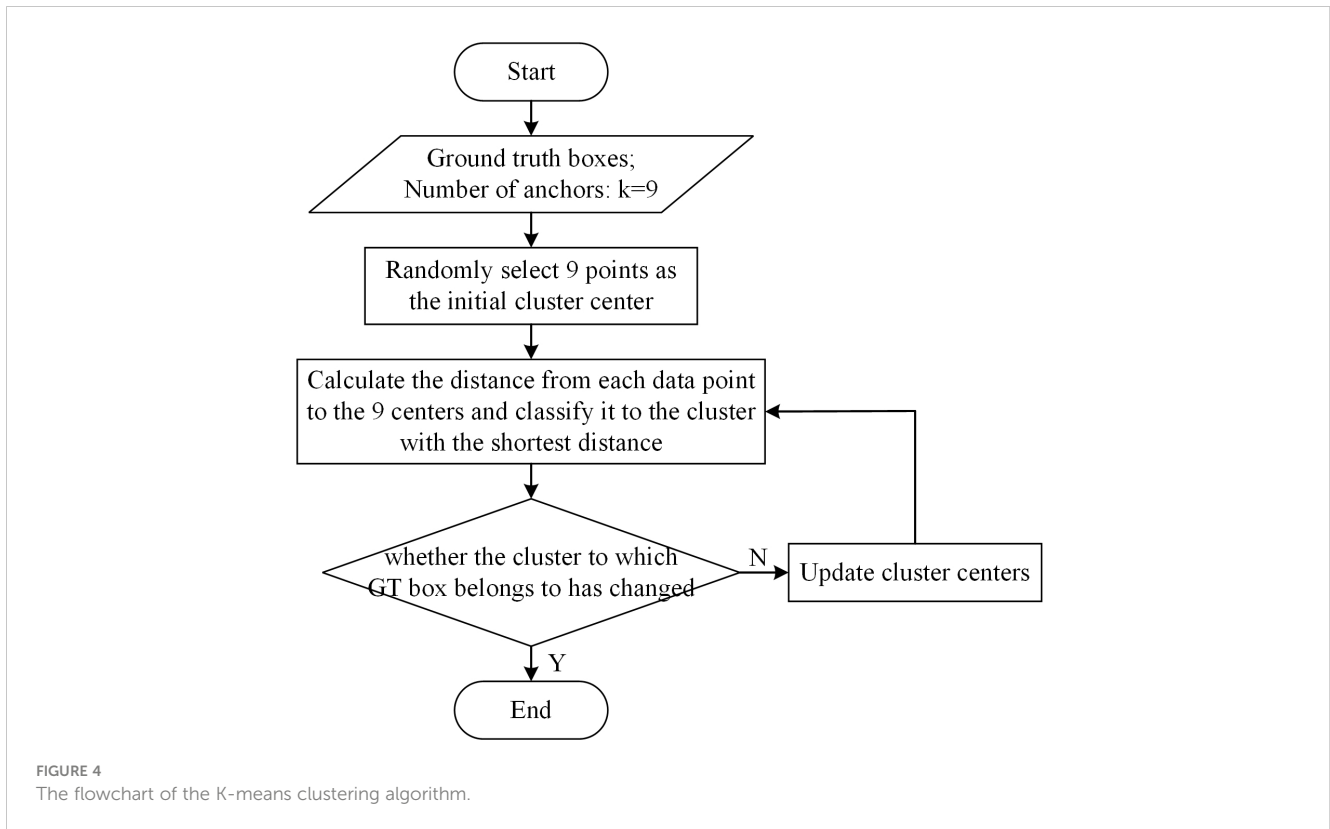 Start
Ground truth boxes;
Number of anchors: k=9
Randomly select 9 points as
the initial cluster center
Calculate the distance from each data point
to the 9 centers and classify it to the cluster
with the shortest distance
whether the cluster to which
GT box belongs to has changed
N
Update cluster centers
Y
End
FIGURE 4
The flowchart of the K-means clustering algorithm.